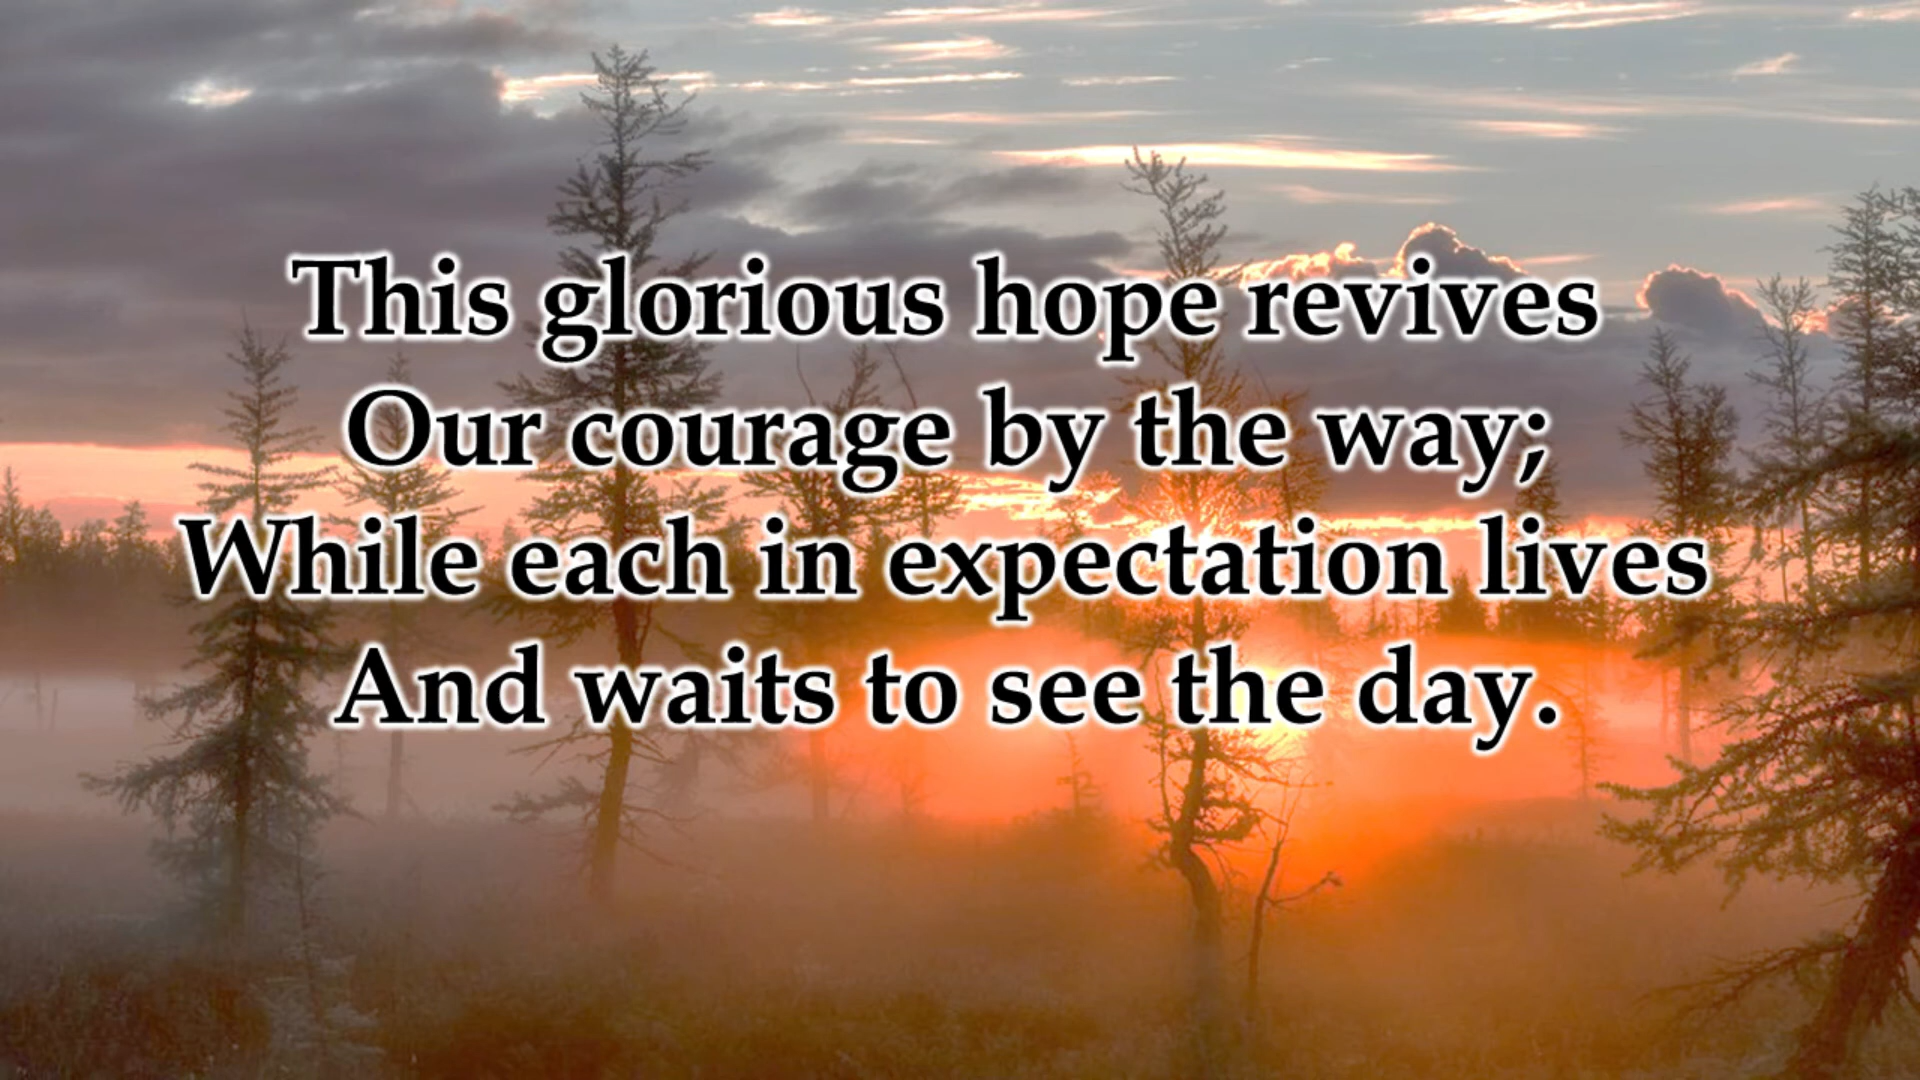 This glorious hope revives
Our courage by the way;
While each in expectation lives
And waits to see the day.